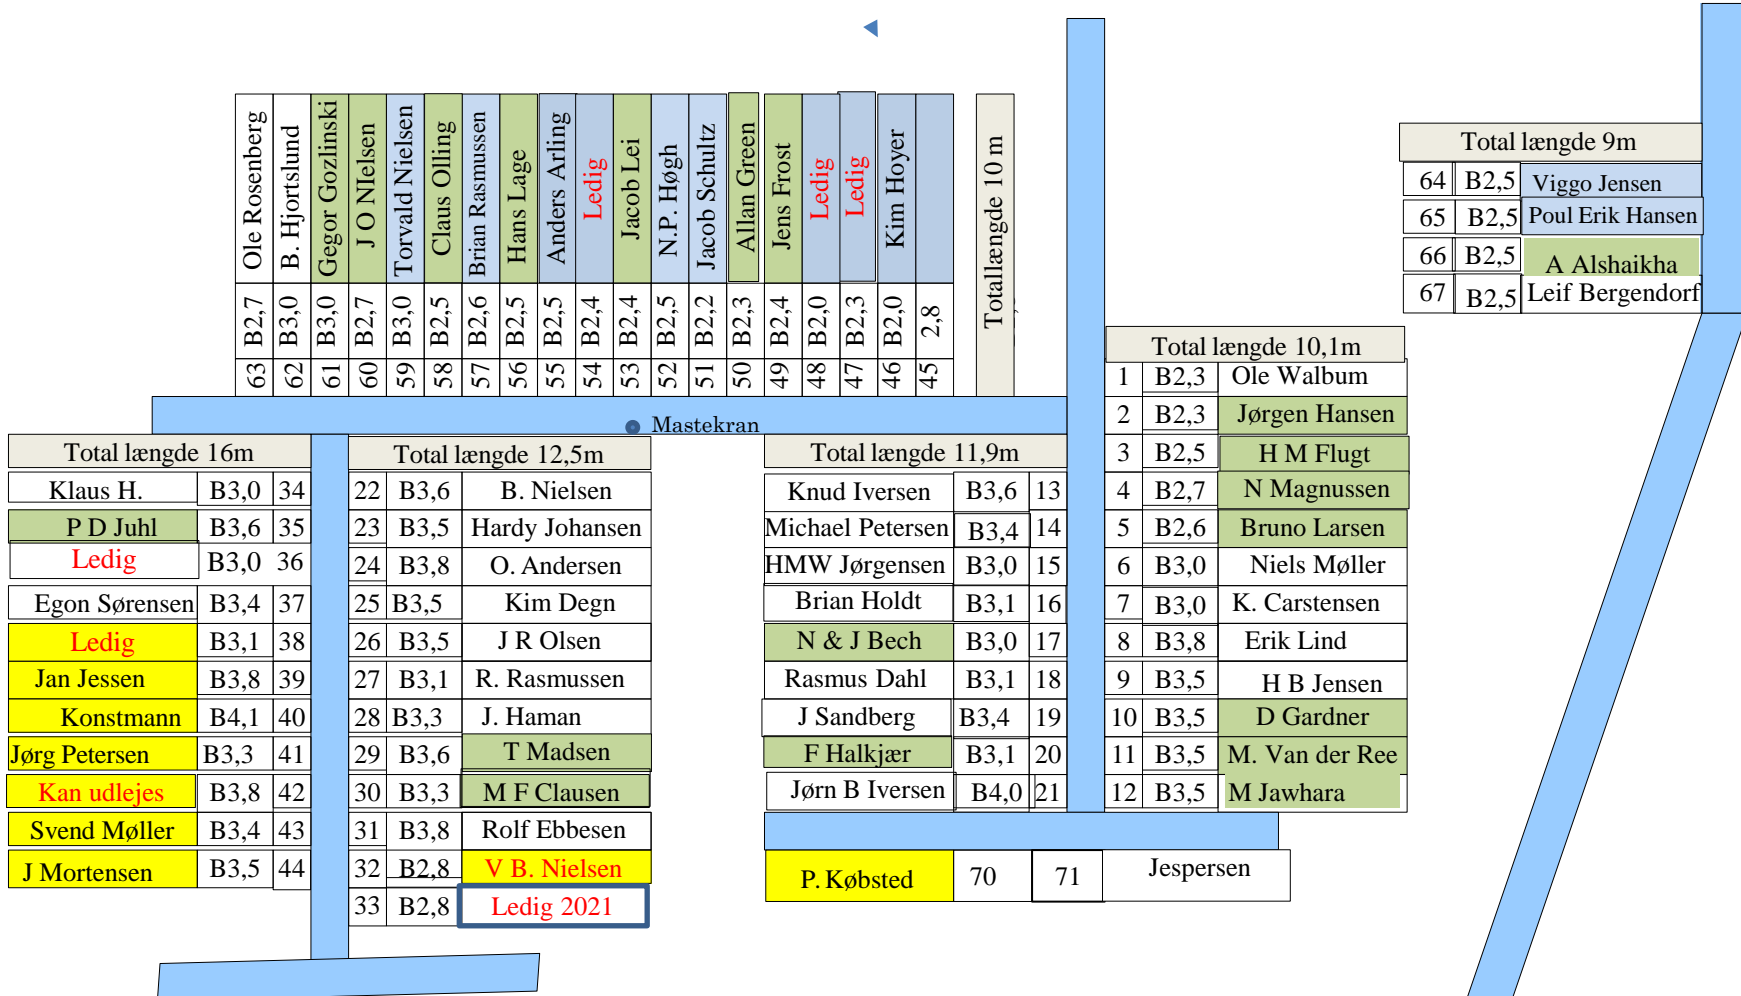 Ole Rosenberg B2,7 63
B. Hjortslund B3,0 62
Gegor Gozlinski B3,0 61
J O NIelsen B2,7 60
Torvald Nielsen B3,0 59
Claus Olling B2,5 58
Brian Rasmussen B2,6 57
Hans Lage B2,5 56
Anders Arling B2,5 55
Ledig B2,4 54
Jacob Lei B2,4 53
N.P. Høgh B2,5 52
Jacob Schultz B2,2 51
Allan Green B2,3 50
Jens Frost B2,4 49
Ledig B2,0 48
Ledig B2,3 47
Kim Hoyer B2,0 46
2,8 45
Totallængde 10 m
Total længde 9m
64 B2,5 Viggo Jensen
65 B2,5 Poul Erik Hansen
66 B2,5 A Alshaikha
67 B2,5 Leif Bergendorf
Mastekran
Total længde 16m
Klaus H. B3,0 34
P D Juhl B3,6 35
Ledig B3,0 36
Egon Sørensen B3,4 37
Ledig B3,1 38
Jan Jessen B3,8 39
Konstmann B4,1 40
Jørg Petersen B3,3 41
Kan udlejes B3,8 42
Svend Møller B3,4 43
J Mortensen B3,5 44
Total længde 12,5m
22 B3,6 B. Nielsen
23 B3,5 Hardy Johansen
24 B3,8 O. Andersen
25 B3,5 Kim Degn
26 B3,5 J R Olsen
27 B3,1 R. Rasmussen
28 B3,3 J. Haman
29 B3,6 T Madsen
30 B3,3 M F Clausen
31 B3,8 Rolf Ebbesen
32 B2,8 V B. Nielsen
33 B2,8 Ledig 2021
Total længde 11,9m
Knud Iversen B3,6 13
Michael Petersen B3,4 14
HMW Jørgensen B3,0 15
Brian Holdt B3,1 16
N & J Bech B3,0 17
Rasmus Dahl B3,1 18
J Sandberg B3,4 19
F Halkjær B3,1 20
Jørn B Iversen B4,0 21
Total længde 10,1m
1 B2,3 Ole Walbum
2 B2,3 Jørgen Hansen
3 B2,5 H M Flugt
4 B2,7 N Magnussen
5 B2,6 Bruno Larsen
6 B3,0 Niels Møller
7 B3,0 K. Carstensen
8 B3,8 Erik Lind
9 B3,5 H B Jensen
10 B3,5 D Gardner
11 B3,5 M. Van der Ree
12 B3,5 M Jawhara
P. Købsted 70 71 Jespersen